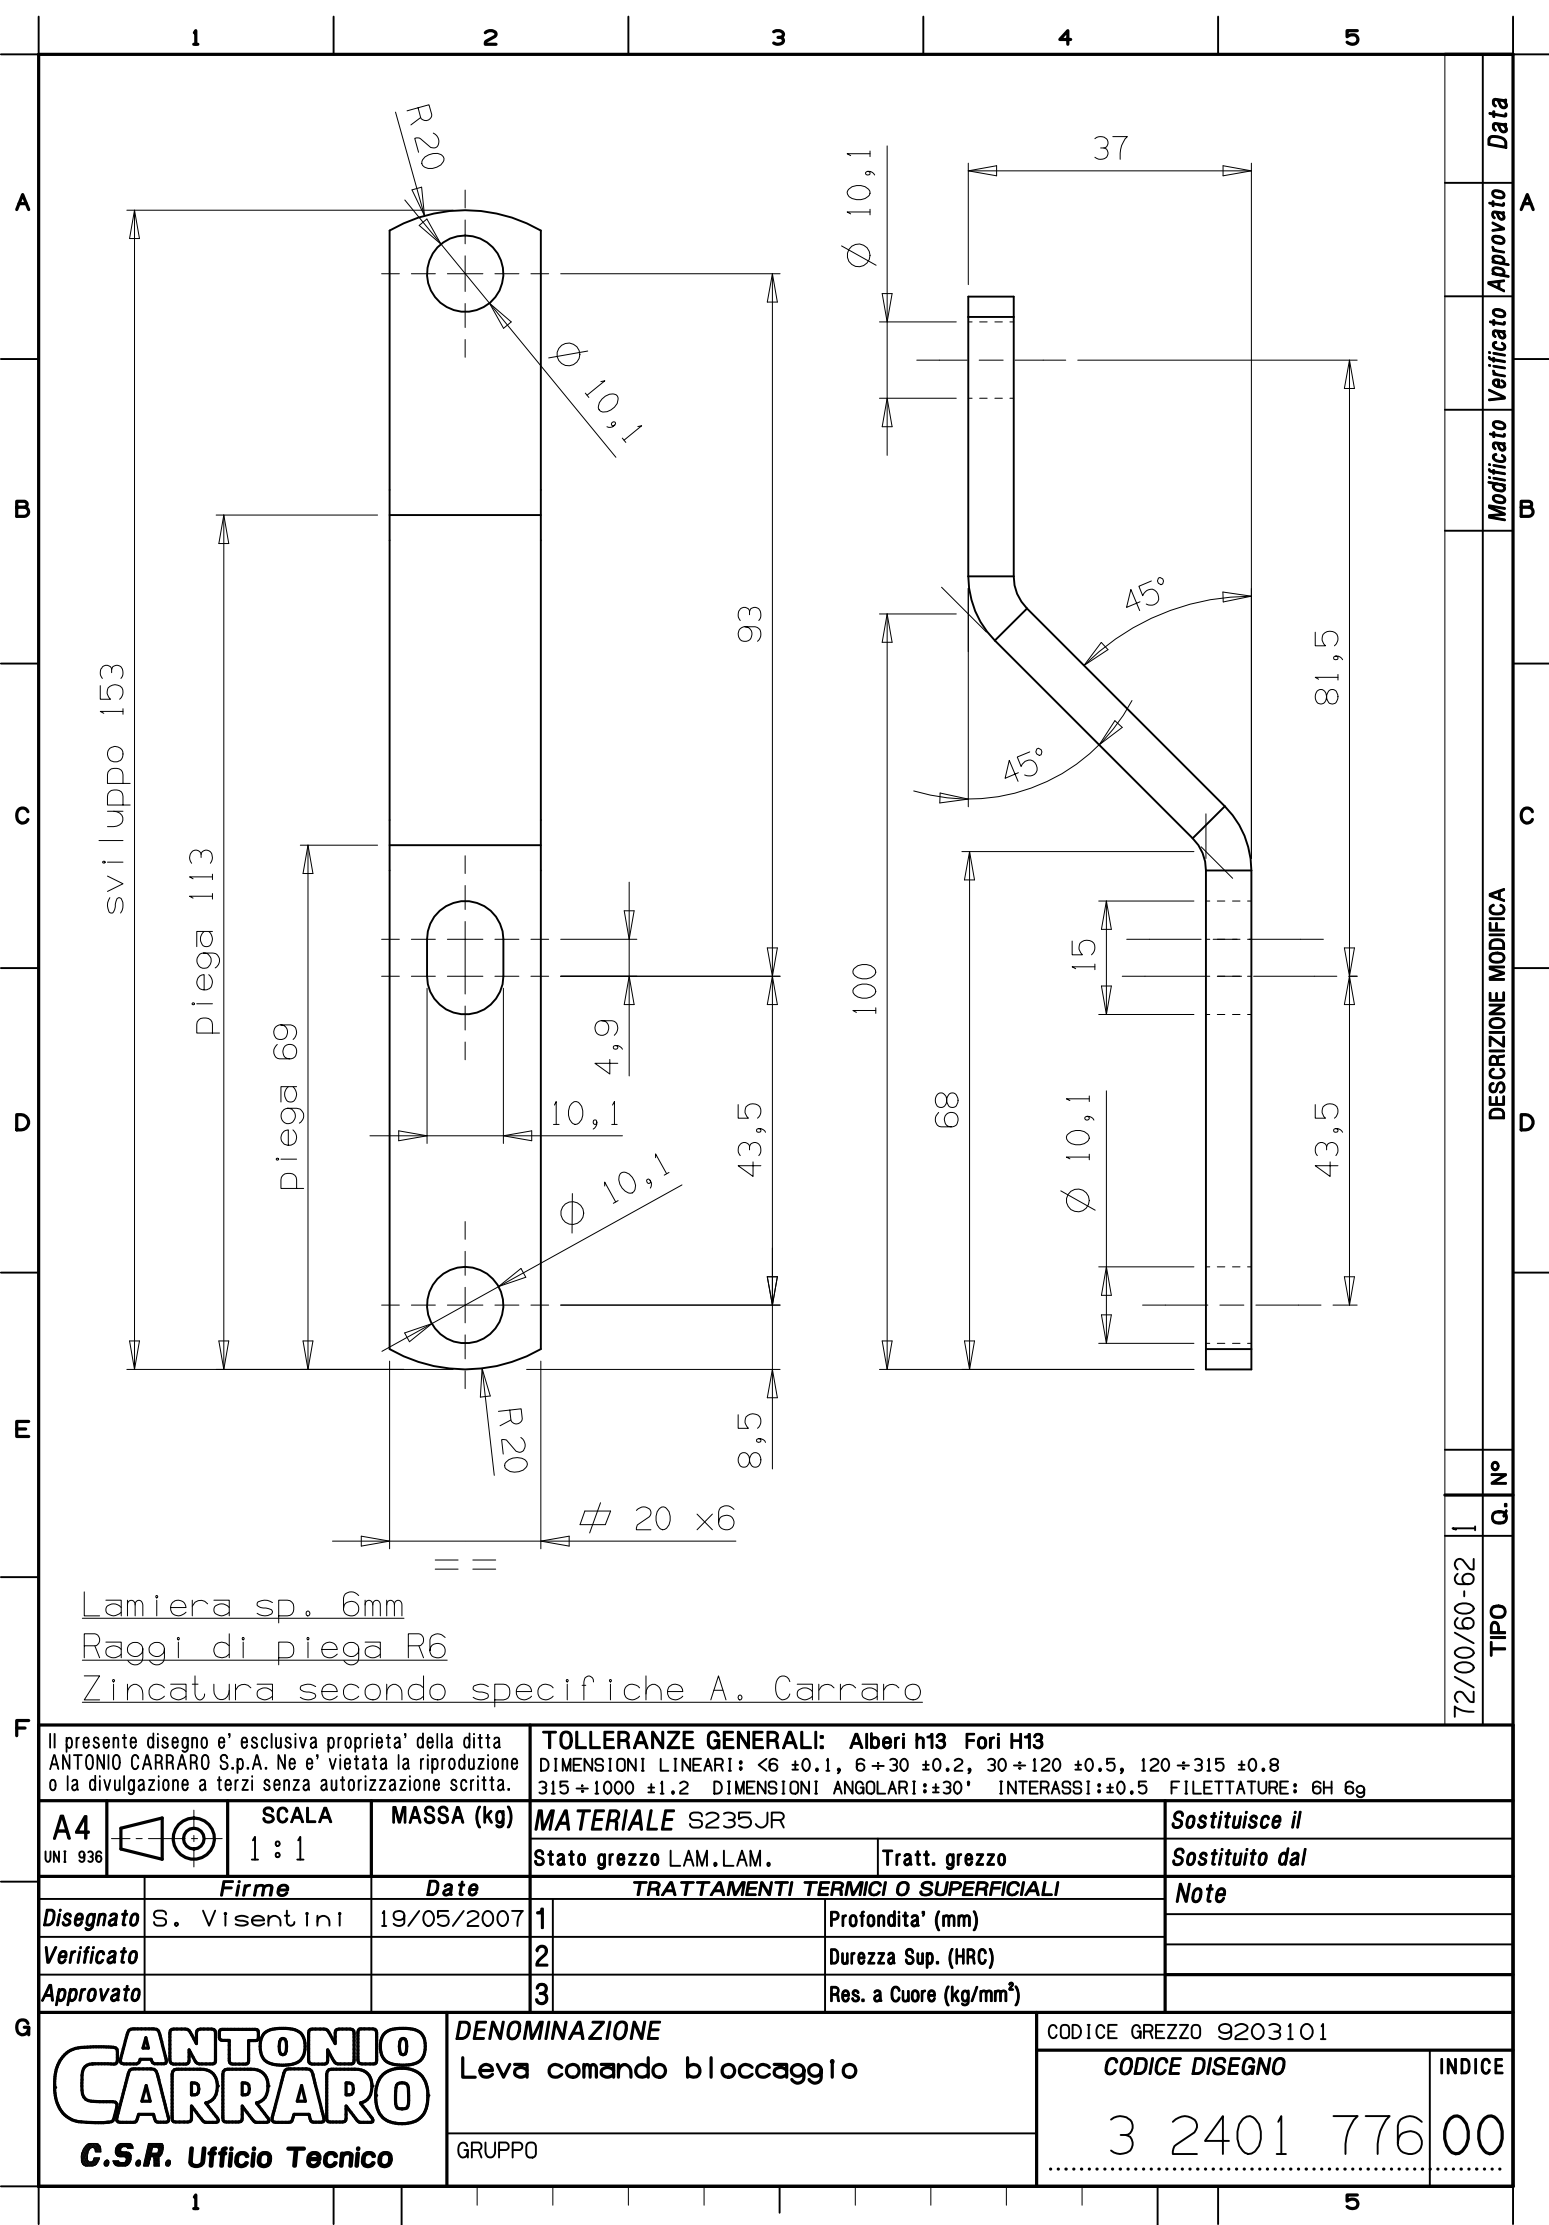 1 2 3 4 5
A
B
C
D
E
F
G
A
B
C
D
R 20
Ø 10,1
sviluppo 153
piega 113
piega 69
93
4,9
10,1
43,5
Ø 10,1
8,5
R 20
20 x6
==
37
Ø 10,1
45°
45°
81,5
100
68
15
Ø 10,1
43,5
Data
Approvato
Verificato
Modificato
DESCRIZIONE MODIFICA
N°
Q.
1
TIPO
72/00/60-62
Lamiera sp. 6mm
Raggi di piega R6
Zincatura secondo specifiche A. Carraro
Il presente disegno e' esclusiva proprieta' della ditta
ANTONIO CARRARO S.p.A. Ne e' vietata la riproduzione
o la divulgazione a terzi senza autorizzazione scritta.
TOLLERANZE GENERALI: Alberi h13 Fori H13
DIMENSIONI LINEARI: <6 ±0.1, 6÷30 ±0.2, 30÷120 ±0.5, 120÷315 ±0.8
315÷1000 ±1.2 DIMENSIONI ANGOLARI:±30' INTERASSI:±0.5 FILETTATURE: 6H 6g
A4
UNI 936
SCALA
1:1
MASSA (kg)
MATERIALE S235JR
Stato grezzo LAM.LAM.
Tratt. grezzo
Sostituisce il
Sostituito dal
Firme Date
TRATTAMENTI TERMICI O SUPERFICIALI
Note
Disegnato S. Visentini 19/05/2007
1 Profondita' (mm)
Verificato
2 Durezza Sup. (HRC)
Approvato
3 Res. a Cuore (kg/mm²)
ANTONIO
CARRARO
C.S.R. Ufficio Tecnico
DENOMINAZIONE
Leva comando bloccaggio
GRUPPO
CODICE GREZZO 9203101
CODICE DISEGNO INDICE
3 2401 776 00
1 5